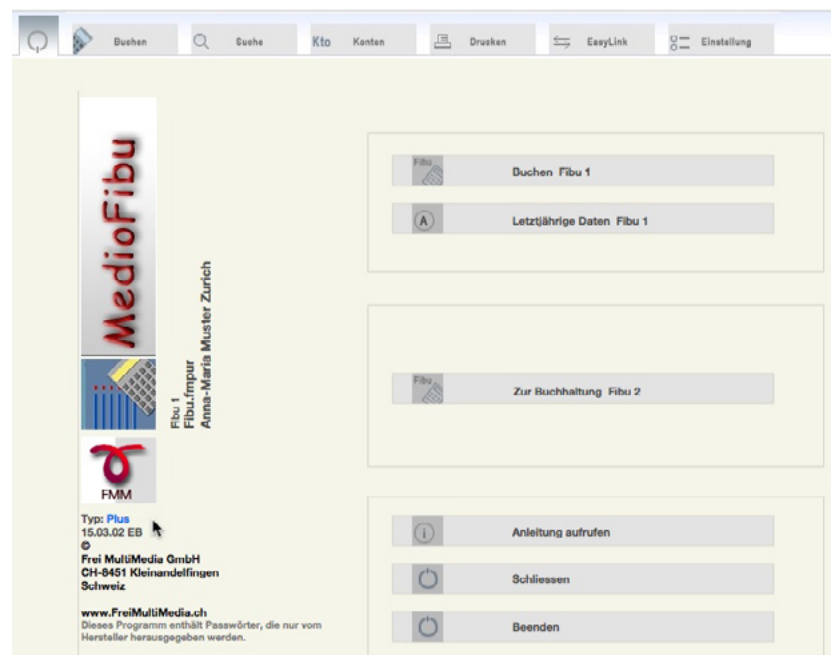 Buchen
Suche
Kto Konten
Drucken
EasyLink
Einstellung
MedioFibu
Fibu 1
Fibu.fmpur
Anna-Maria Muster Zurich
FMM
Typ: Plus
15.03.02 EB
©
Frei MultiMedia GmbH
CH-8451 Kleinandelfingen
Schweiz
www.FreiMultiMedia.ch
Dieses Programm enthält Passwörter, die nur vom
Hersteller herausgegeben werden.
Fibu
Buchen Fibu 1
A
Letztjährige Daten Fibu 1
Fibu
Zur Buchhaltung Fibu 2
i
Anleitung aufrufen
Schliessen
Beenden